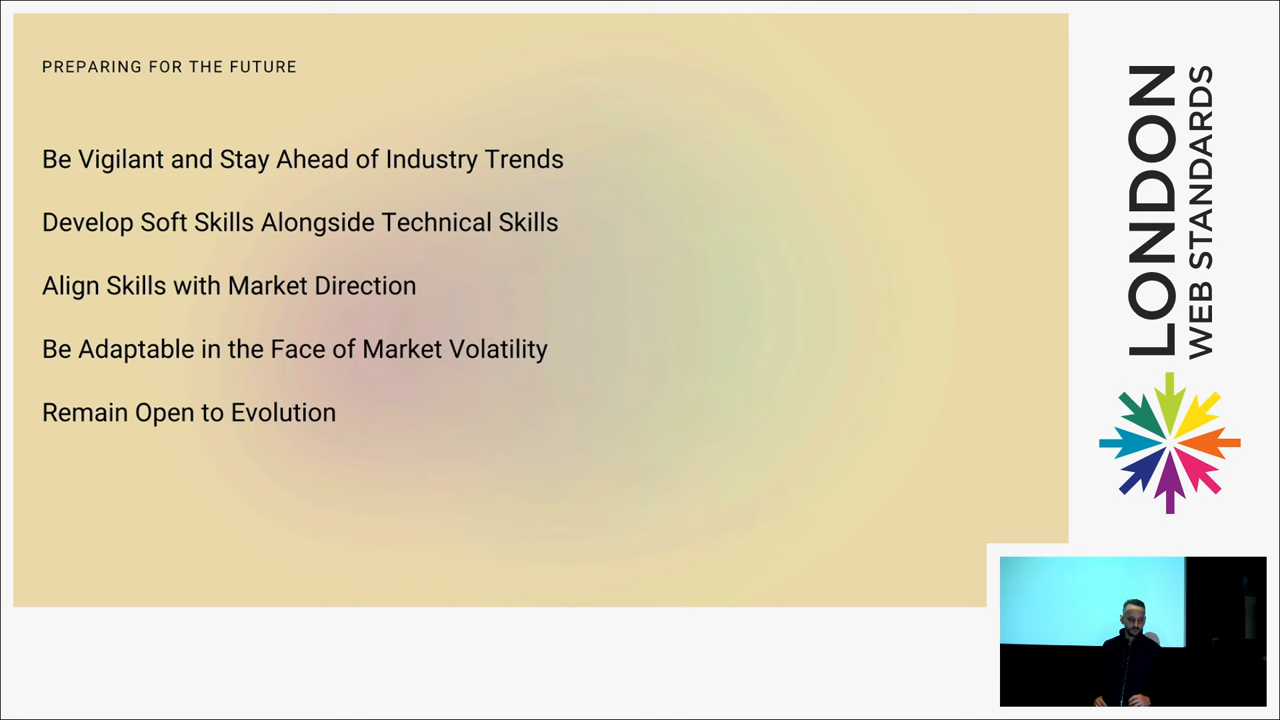 PREPARING FOR THE FUTURE
Be Vigilant and Stay Ahead of Industry Trends
Develop Soft Skills Alongside Technical Skills
Align Skills with Market Direction
Be Adaptable in the Face of Market Volatility
Remain Open to Evolution
LONDON
WEB STANDARDS